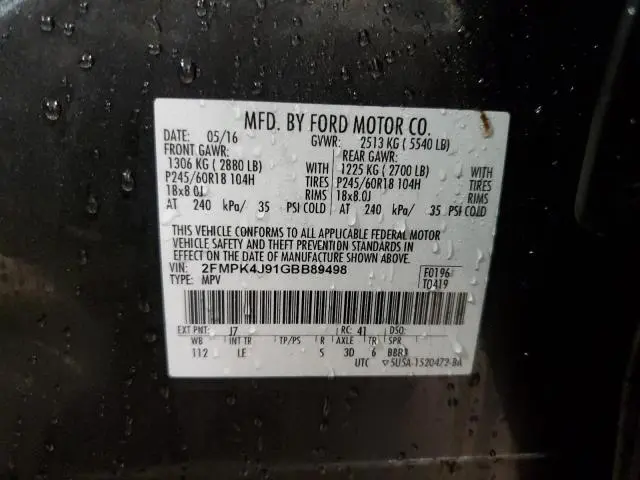 MFD. BY FORD MOTOR CO.
DATE: 05/16 GVWR: 2513 KG ( 5540 LB)
FRONT GAWR: REAR GAWR:
1306 KG ( 2880 LB) WITH 1225 KG ( 2700 LB) WITH
P245/60R18 104H TIRES P245/60R18 104H TIRES
18x8.0J RIMS 18x8.0J RIMS
AT 240 kPa/ 35 PSI COLD AT 240 kPa/ 35 PSI COLD
THIS VEHICLE CONFORMS TO ALL APPLICABLE FEDERAL MOTOR
VEHICLE SAFETY AND THEFT PREVENTION STANDARDS IN
EFFECT ON THE DATE OF MANUFACTURE SHOWN ABOVE.
VIN: 2FMPK4J91GBB89498 F0196
TYPE: MPV T0419
EXT PNT: J7 RC: 41 DSO:
WB INT TR TP/PS R AXLE TR SPR
112 LE 5 3D 6 BBRJ
UTC ▽5U5A-1520472-BA